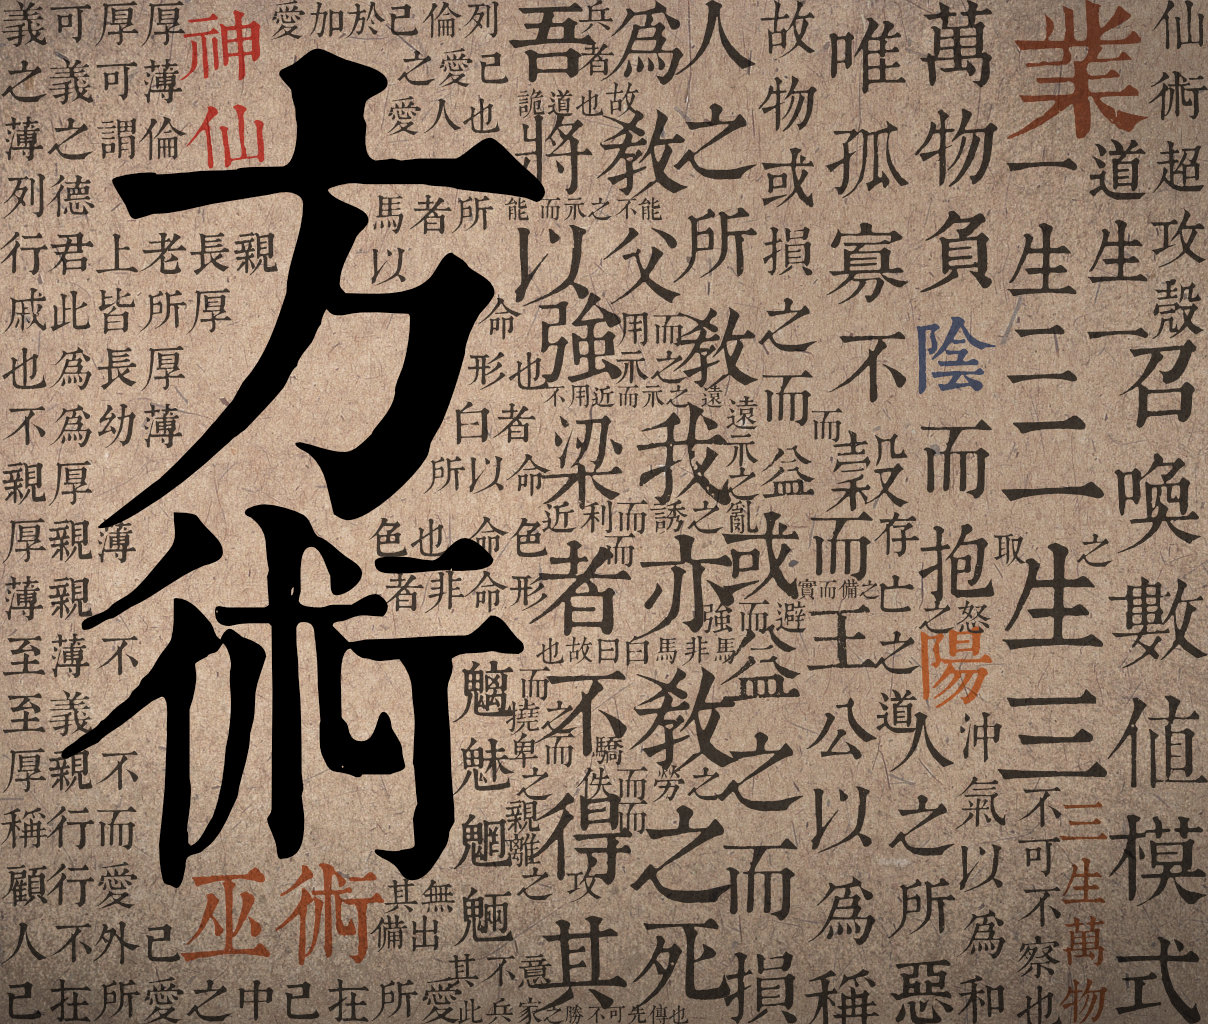 仙術超攻殼
召喚數値模式
業
道生一
一生二
二生三
三生萬物
萬物負陰而抱陽
沖氣以爲和
人之所惡
唯孤寡不穀
而王公以爲稱
故物或損之而益
或益之而損
人之所敎
我亦敎之
強梁者不得其死
吾將以爲敎父
存亡之道
不可不察也
兵者詭道也
故能而示之不能
用而示之不用
近而示之遠
遠而示之近
利而誘之
亂而取之
實而備之
強而避之
怒而撓之
卑而驕之
佚而勞之
親而離之
攻其無備
出其不意
此兵家之勝不可先傳也
馬者所以命形也
白者所以命色也
命色者非命形也
故曰白馬非馬
魑魅魍魎
神仙
方術
巫術
義可厚厚
之義可薄
薄之謂倫
列德
行君上老長親
戚此皆所厚
也爲長厚
不爲幼薄
親厚
厚親薄
薄親
至薄不
至義
厚親不
稱行而
顧行愛
人不外己
己在所愛之中己在所愛
愛加於己倫列
之愛己
愛人也